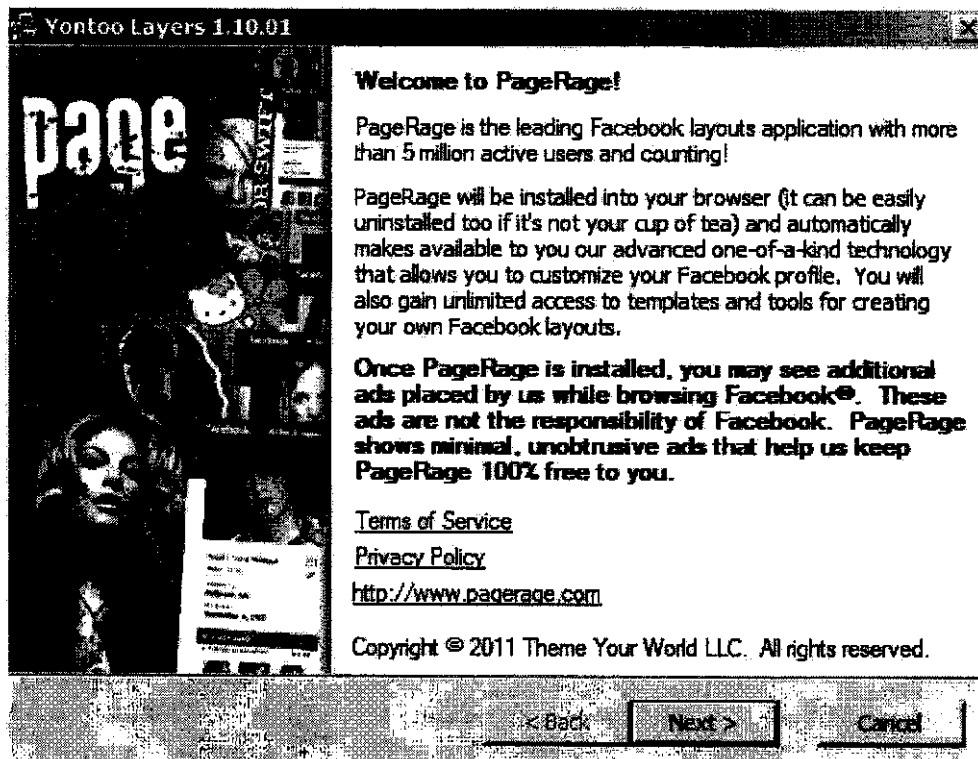 Yontoo Layers 1.10.01
page
Welcome to PageRage!
PageRage is the leading Facebook layouts application with more
than 5 million active users and counting!
PageRage will be installed into your browser (it can be easily
uninstalled too if it's not your cup of tea) and automatically
makes available to you our advanced one-of-a-kind technology
that allows you to customize your Facebook profile. You will
also gain unlimited access to templates and tools for creating
your own Facebook layouts.
Once PageRage is installed, you may see additional
ads placed by us while browsing Facebook®. These
ads are not the responsibility of Facebook. PageRage
shows minimal, unobtrusive ads that help us keep
PageRage 100% free to you.
Terms of Service
Privacy Policy
http://www.pagerage.com
Copyright © 2011 Theme Your World LLC. All rights reserved.
< Back Next > Cancel